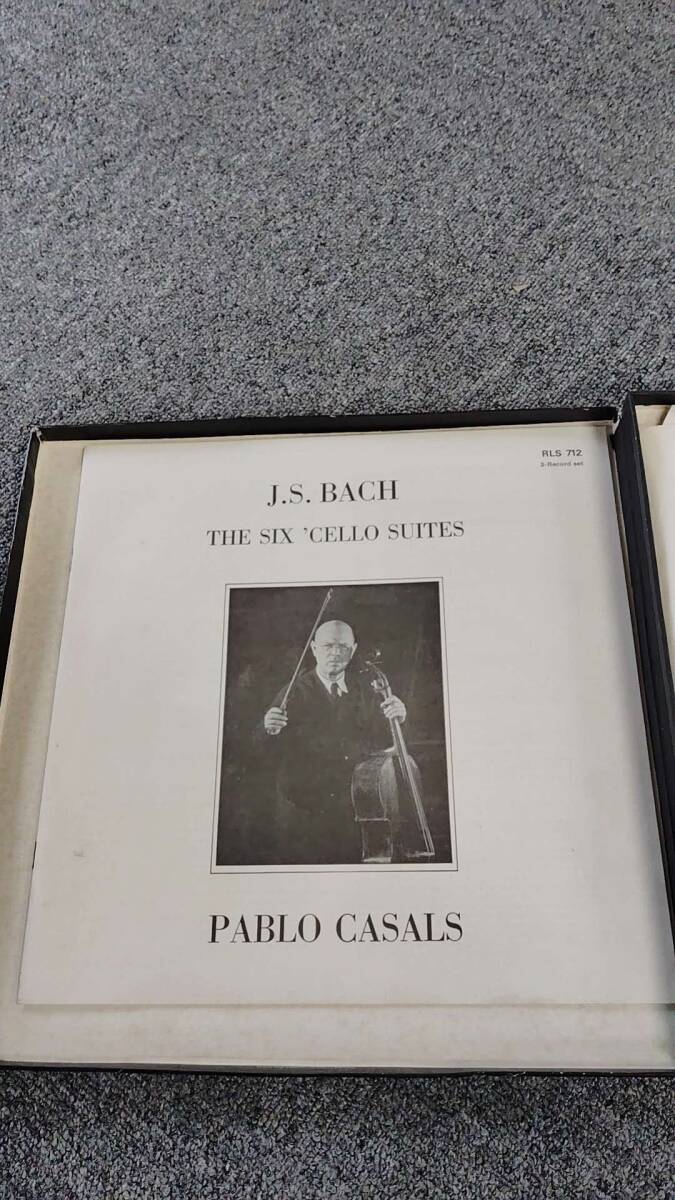 RLS 712
3-Record set
J.S. BACH
THE SIX 'CELLO SUITES
PABLO CASALS